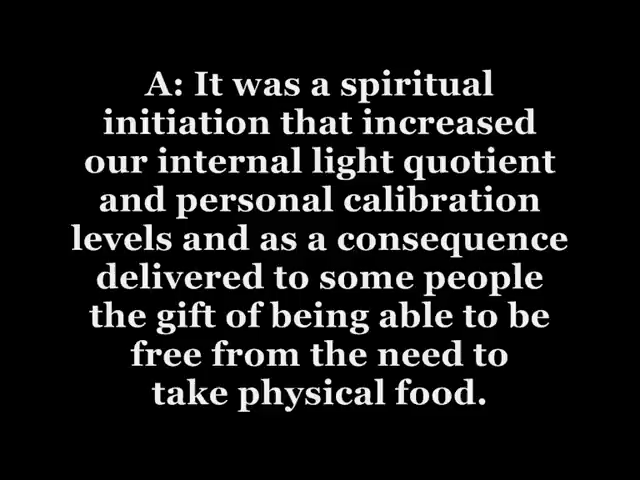 A: It was a spiritual
initiation that increased
our internal light quotient
and personal calibration
levels and as a consequence
delivered to some people
the gift of being able to be
free from the need to
take physical food.